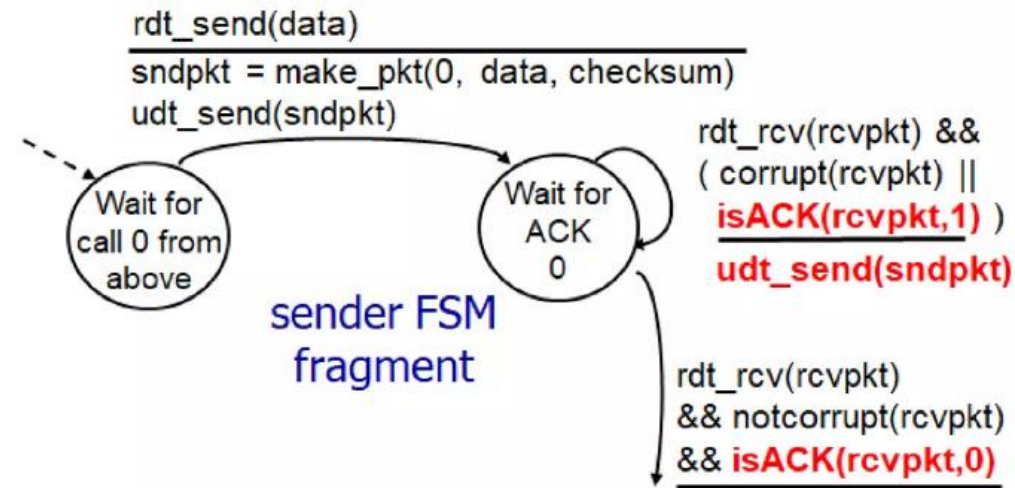 rdt_send(data)
sndpkt = make_pkt(0, data, checksum)
udt_send(sndpkt)
Wait for
call 0 from
above
Wait for
ACK
0
rdt_rcv(rcvpkt) &&
( corrupt(rcvpkt) ||
isACK(rcvpkt,1) )
udt_send(sndpkt)
sender FSM
fragment
rdt_rcv(rcvpkt)
&& notcorrupt(rcvpkt)
&& isACK(rcvpkt,0)